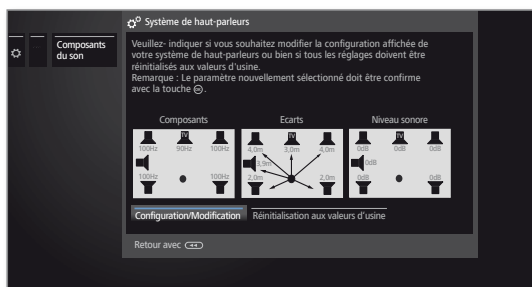 Système de haut-parleurs
Composants
du son
Veuillez- indiquer si vous souhaitez modifier la configuration affichée de
votre système de haut-parleurs ou bien si tous les réglages doivent être
réinitialisés aux valeurs d'usine.
Remarque : Le paramètre nouvellement sélectionné doit être confirme
avec la touche OK.
Composants Ecarts Niveau sonore
TV TV TV
100Hz 90Hz 100Hz 4,0m 3,0m 4,0m 0dB 0dB 0dB
3,9m 0dB
100Hz 100Hz 2,0m 2,0m 0dB 0dB
Configuration/Modification Réinitialisation aux valeurs d'usine
Retour avec